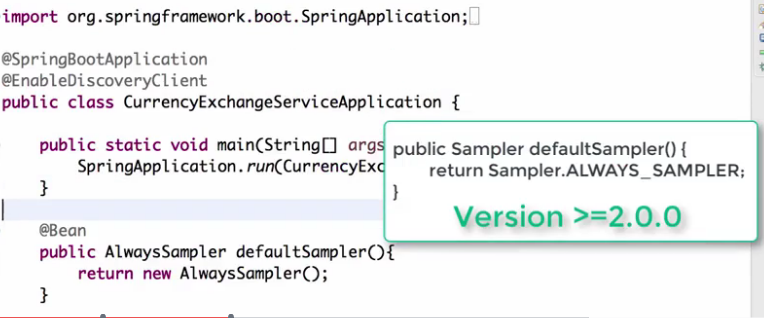 import org.springframework.boot.SpringApplication;
@SpringBootApplication
@EnableDiscoveryClient
public class CurrencyExchangeServiceApplication {
public static void main(String[] args
SpringApplication.run(CurrencyExc
}
@Bean
public AlwaysSampler defaultSampler(){
return new AlwaysSampler();
}
public Sampler defaultSampler() {
return Sampler.ALWAYS_SAMPLER;
}
Version >=2.0.0